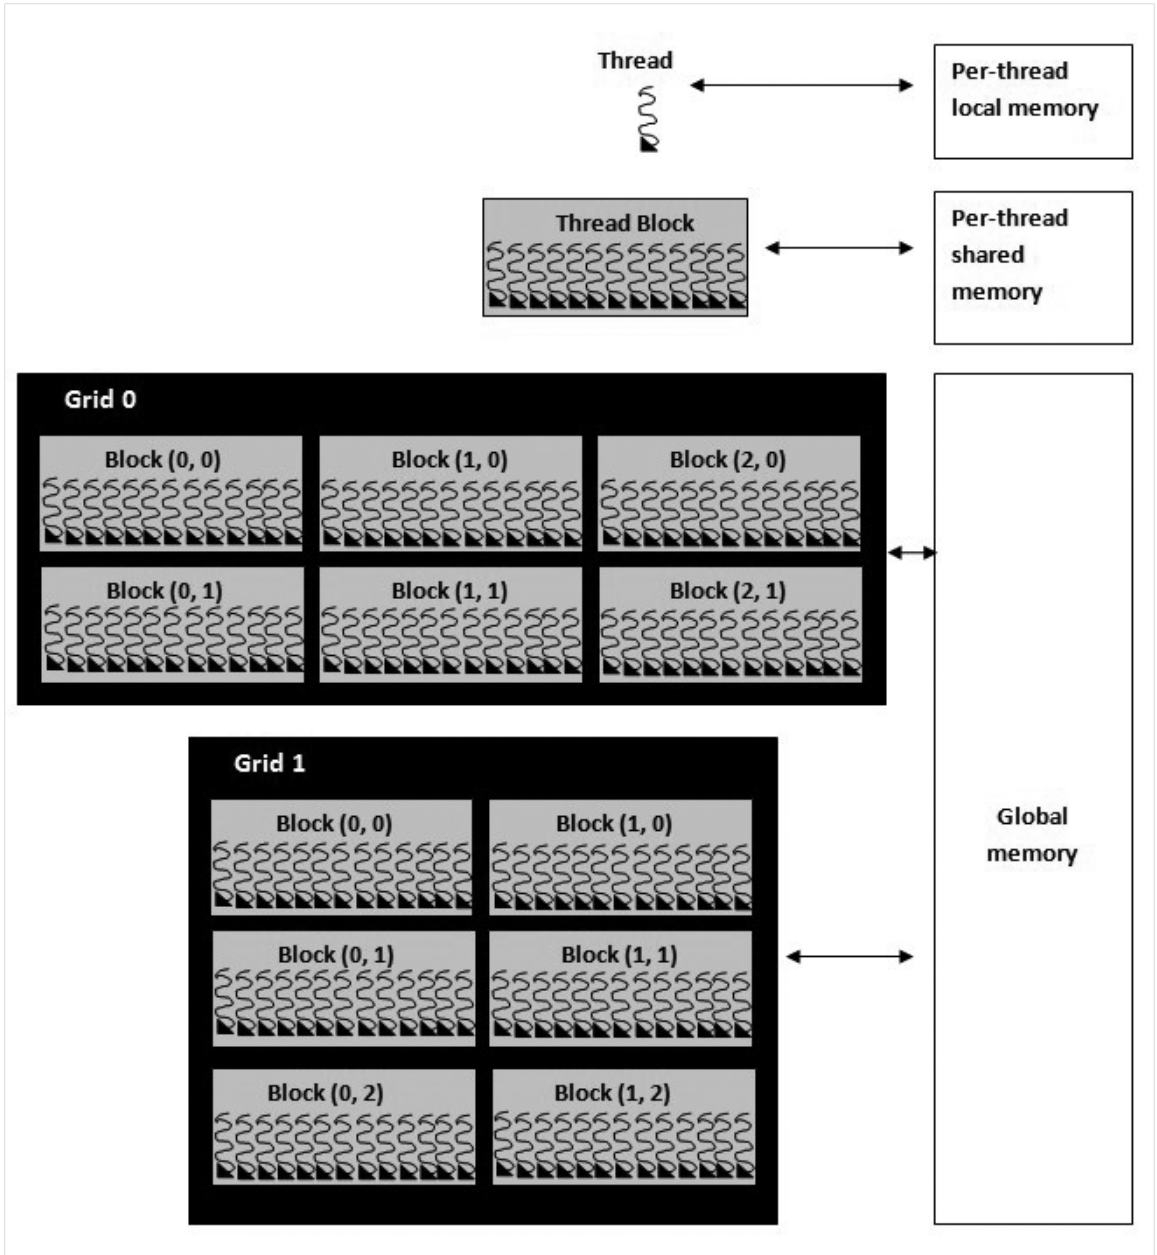 Thread
Per-thread
local memory
Thread Block
Per-thread
shared
memory
Grid 0
Block (0, 0)
Block (1, 0)
Block (2, 0)
Block (0, 1)
Block (1, 1)
Block (2, 1)
Grid 1
Block (0, 0)
Block (1, 0)
Block (0, 1)
Block (1, 1)
Block (0, 2)
Block (1, 2)
Global
memory